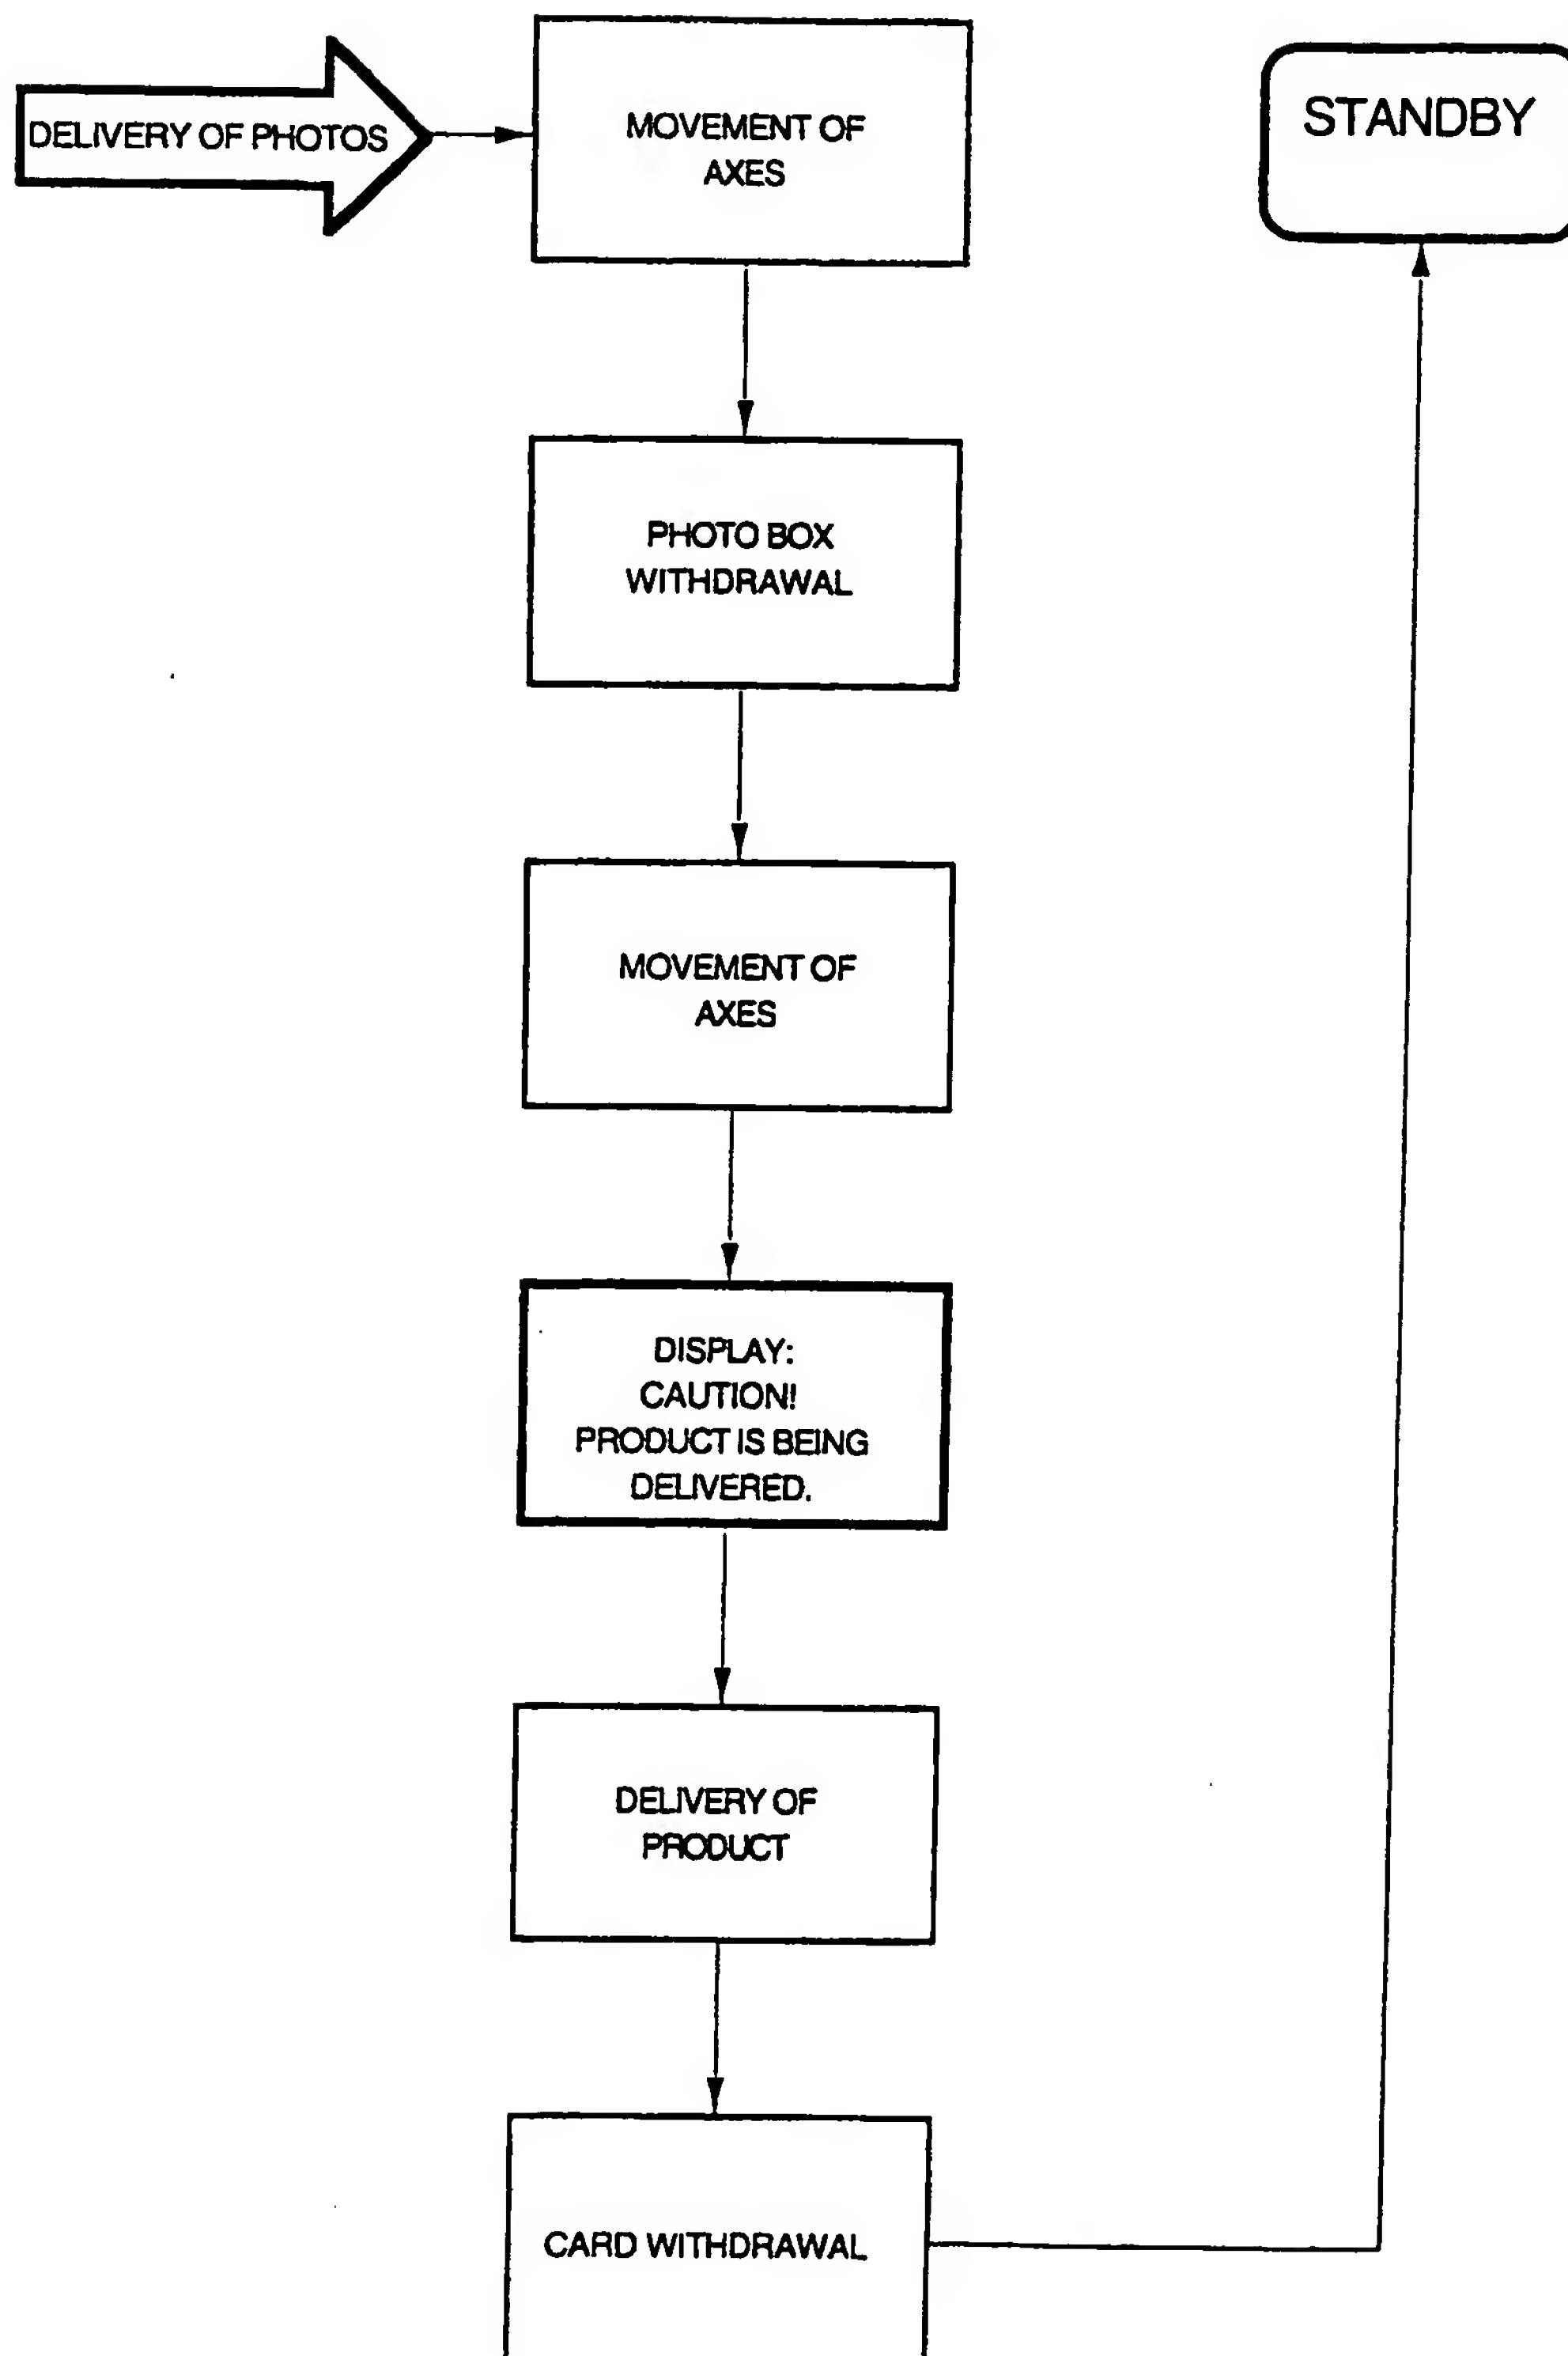 DELIVERY OF PHOTOS
MOVEMENT OF
AXES
STANDBY
PHOTO BOX
WITHDRAWAL
MOVEMENT OF
AXES
DISPLAY:
CAUTION!
PRODUCT IS BEING
DELIVERED.
DELIVERY OF
PRODUCT
CARD WITHDRAWAL